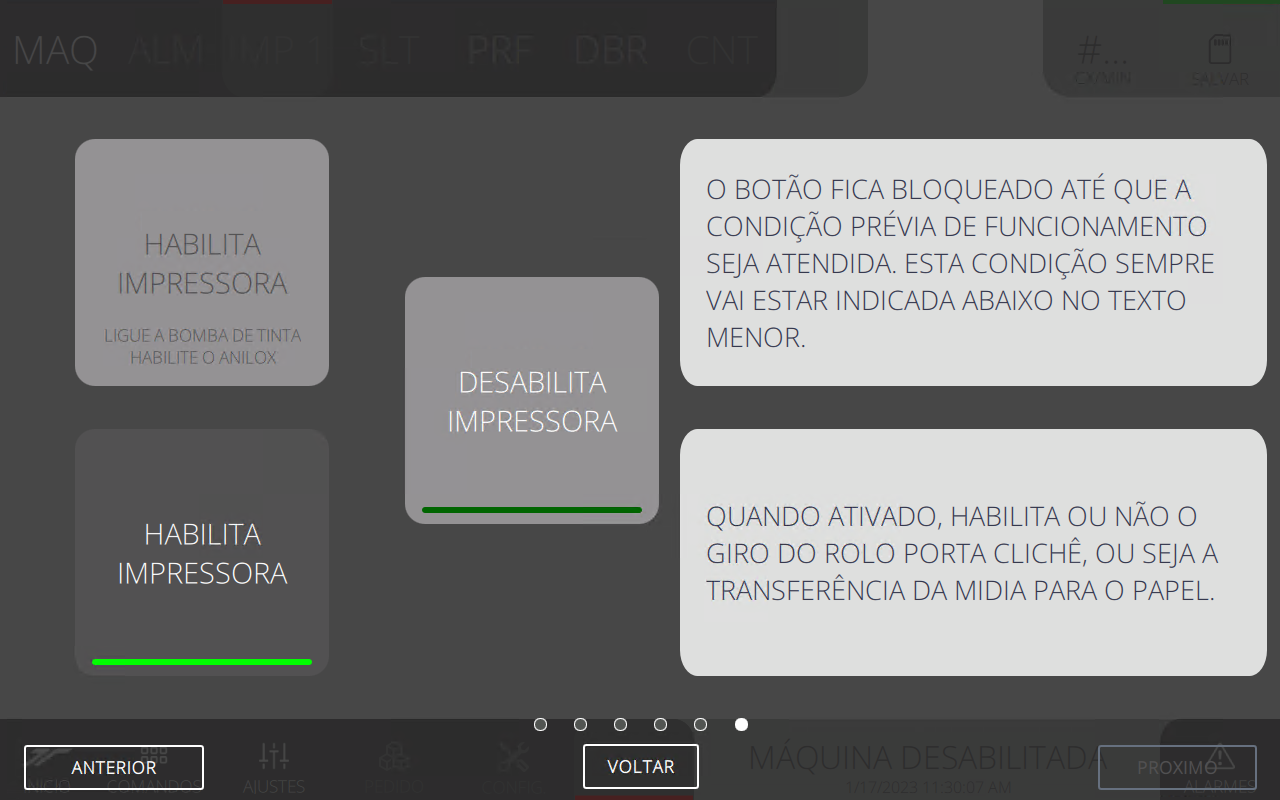 MAQ ALM IMP 1 SLT PRF DBR CNT
#...
CX/MIN
SALVAR
HABILITA
IMPRESSORA
LIGUE A BOMBA DE TINTA
HABILITE O ANILOX
O BOTÃO FICA BLOQUEADO ATÉ QUE A
CONDIÇÃO PRÉVIA DE FUNCIONAMENTO
SEJA ATENDIDA. ESTA CONDIÇÃO SEMPRE
VAI ESTAR INDICADA ABAIXO NO TEXTO
MENOR.
DESABILITA
IMPRESSORA
HABILITA
IMPRESSORA
QUANDO ATIVADO, HABILITA OU NÃO O
GIRO DO ROLO PORTA CLICHÊ, OU SEJA A
TRANSFERÊNCIA DA MIDIA PARA O PAPEL.
ANTERIOR
VOLTAR
PROXIMO
INICIO
COMANDOS
AJUSTES
PEDIDO
CONFIG
MÁQUINA DESABILITADA
1/17/2023 11:30:07 AM
ALARMES